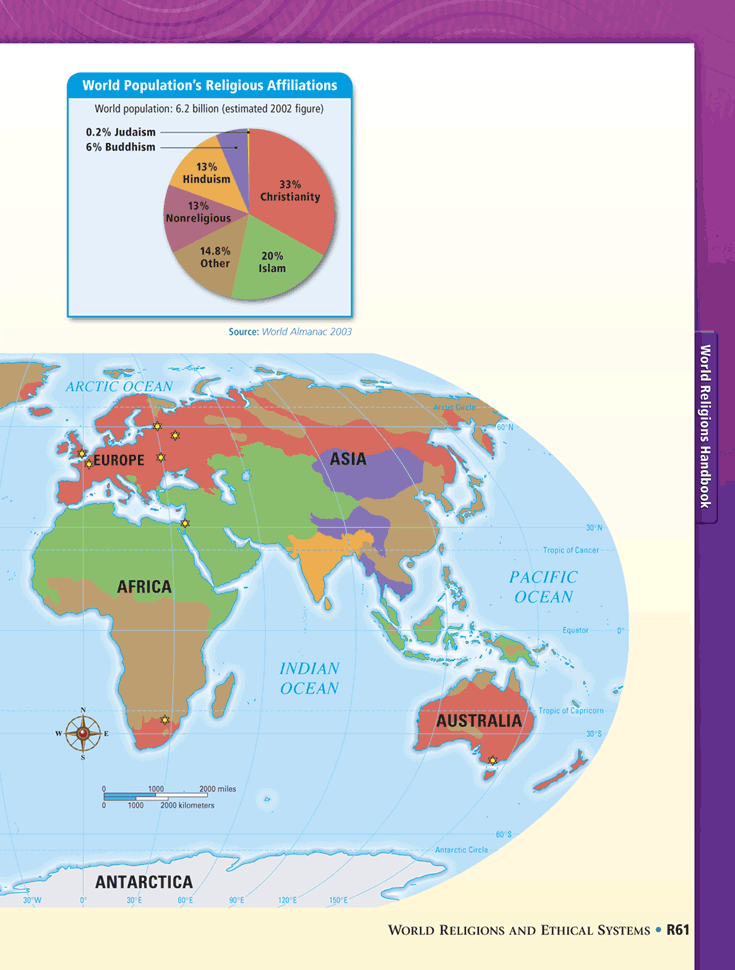 World Population's Religious Affiliations
World population: 6.2 billion (estimated 2002 figure)
0.2% Judaism
6% Buddhism
13%
Hinduism
33%
Christianity
13%
Nonreligious
14.8%
Other
20%
Islam
Source: World Almanac 2003
World Religions Handbook
ARCTIC OCEAN
Arctic Circle
60°N
EUROPE
ASIA
30°N
Tropic of Cancer
AFRICA
PACIFIC
OCEAN
Equator
0°
INDIAN
OCEAN
Tropic of Capricorn
AUSTRALIA
30°S
N
W
E
S
0 1000 2000 miles
0 1000 2000 kilometers
60°S
Antarctic Circle
ANTARCTICA
30°W 0° 30°E 60°E 90°E 120°E 150°E
WORLD RELIGIONS AND ETHICAL SYSTEMS • R61